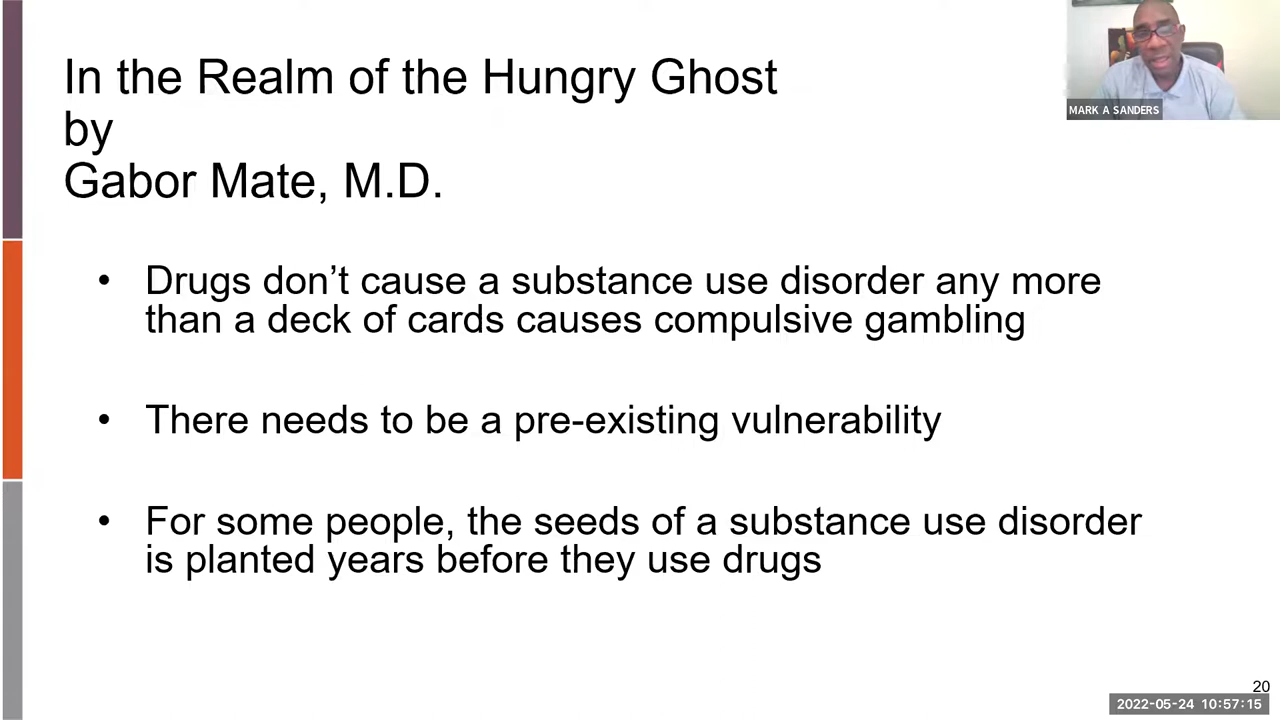 In the Realm of the Hungry Ghost
by
Gabor Mate, M.D.
MARK A SANDERS
• Drugs don’t cause a substance use disorder any more
than a deck of cards causes compulsive gambling
• There needs to be a pre-existing vulnerability
• For some people, the seeds of a substance use disorder
is planted years before they use drugs
20
2022-05-24 10:57:15